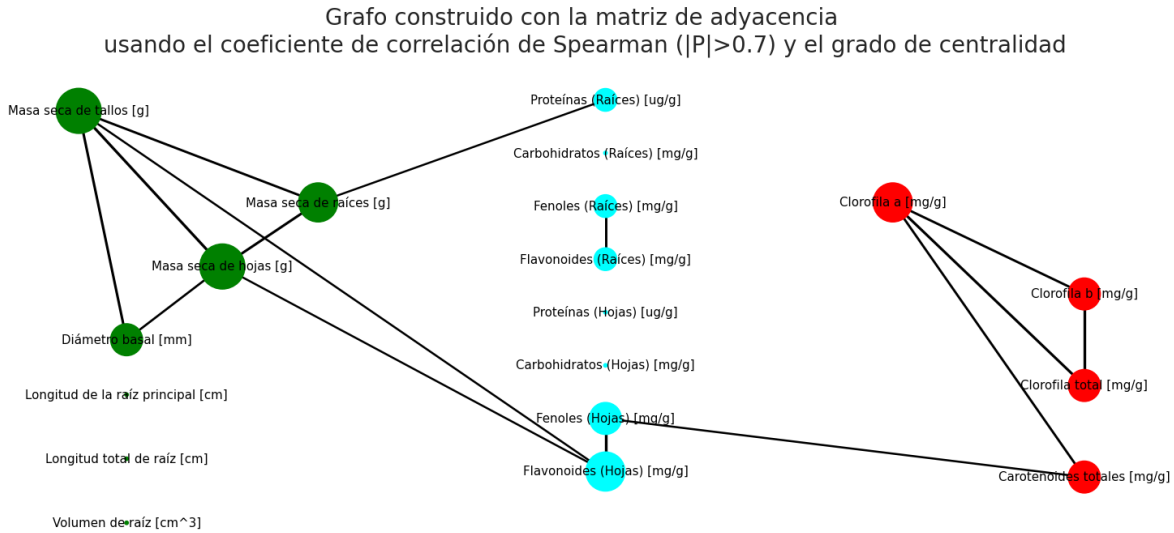 Grafo construido con la matriz de adyacencia
usando el coeficiente de correlación de Spearman (|P|>0.7) y el grado de centralidad
Masa seca de tallos [g]
Masa seca de raíces [g]
Masa seca de hojas [g]
Diámetro basal [mm]
Longitud de la raíz principal [cm]
Longitud total de raíz [cm]
Volumen de raíz [cm^3]
Proteínas (Raíces) [ug/g]
Carbohidratos (Raíces) [mg/g]
Fenoles (Raíces) [mg/g]
Flavonoides (Raíces) [mg/g]
Proteínas (Hojas) [ug/g]
Carbohidratos (Hojas) [mg/g]
Fenoles (Hojas) [mg/g]
Flavonoides (Hojas) [mg/g]
Clorofila a [mg/g]
Clorofila b [mg/g]
Clorofila total [mg/g]
Carotenoides totales [mg/g]